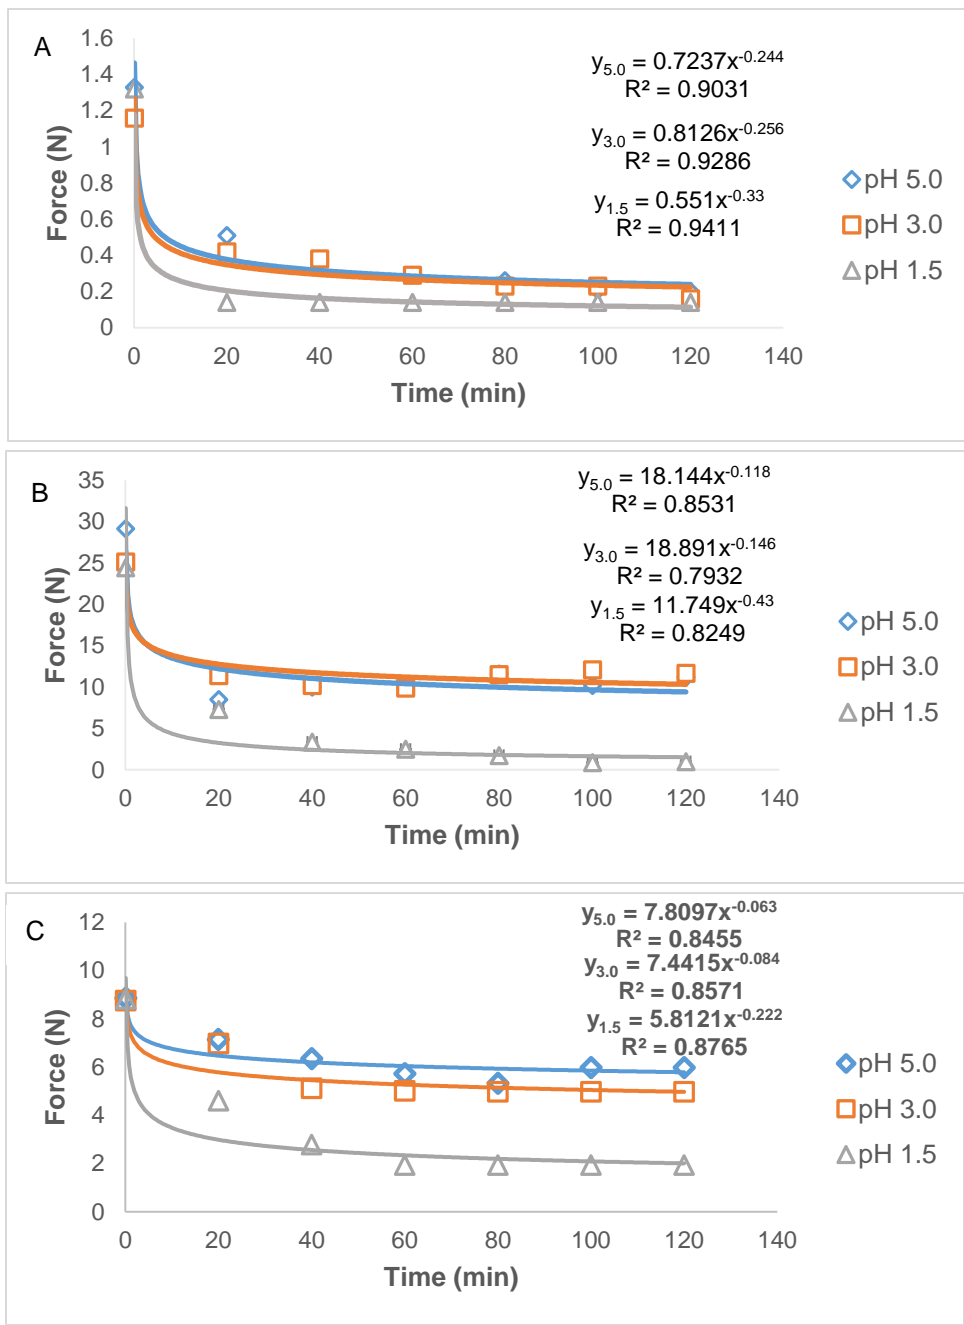 A
1.6
1.4
1.2
1
0.8
0.6
0.4
0.2
0
Force (N)
0 20 40 60 80 100 120 140
Time (min)
y5.0 = 0.7237x-0.244
R² = 0.9031
y3.0 = 0.8126x-0.256
R² = 0.9286
y1.5 = 0.551x-0.33
R² = 0.9411
pH 5.0
pH 3.0
pH 1.5
B
35
30
25
20
15
10
5
0
Force (N)
0 20 40 60 80 100 120 140
Time (min)
y5.0 = 18.144x-0.118
R² = 0.8531
y3.0 = 18.891x-0.146
R² = 0.7932
y1.5 = 11.749x-0.43
R² = 0.8249
pH 5.0
pH 3.0
pH 1.5
C
12
10
8
6
4
2
0
Force (N)
0 20 40 60 80 100 120 140
Time (min)
y5.0 = 7.8097x-0.063
R² = 0.8455
y3.0 = 7.4415x-0.084
R² = 0.8571
y1.5 = 5.8121x-0.222
R² = 0.8765
pH 5.0
pH 3.0
pH 1.5